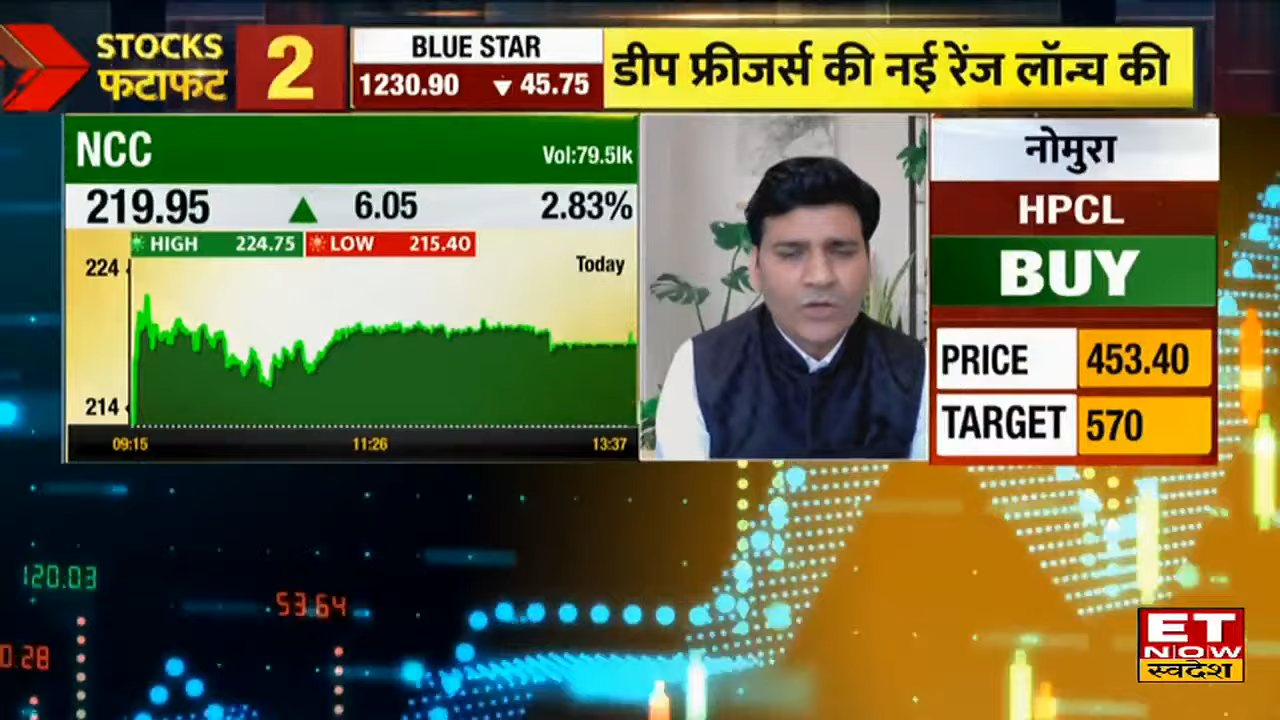 STOCKS
फटाफट
2
BLUE STAR
1230.90 ▼ 45.75
डीप फ्रीजर्स की नई रेंज लॉन्च की
NCC Vol:79.5lk
219.95 ▲ 6.05 2.83%
HIGH 224.75 LOW 215.40
Today
224
214
09:15 11:26 13:37
नोमुरा
HPCL
BUY
PRICE 453.40
TARGET 570
120.03
53.64
0.28
ET
NOW
स्वदेश